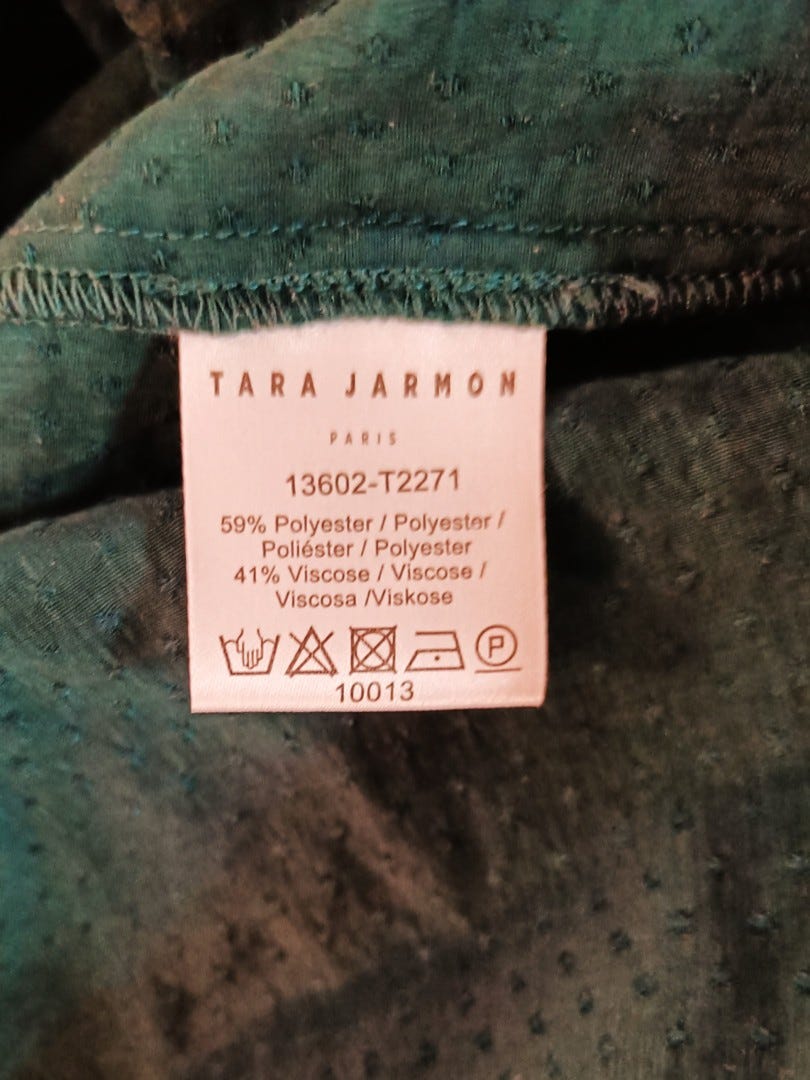 TARA JARMON
PARIS
13602-T2271
59% Polyester / Polyester /
Poliéster / Polyester
41% Viscose / Viscose /
Viscosa /Viskose
P
10013